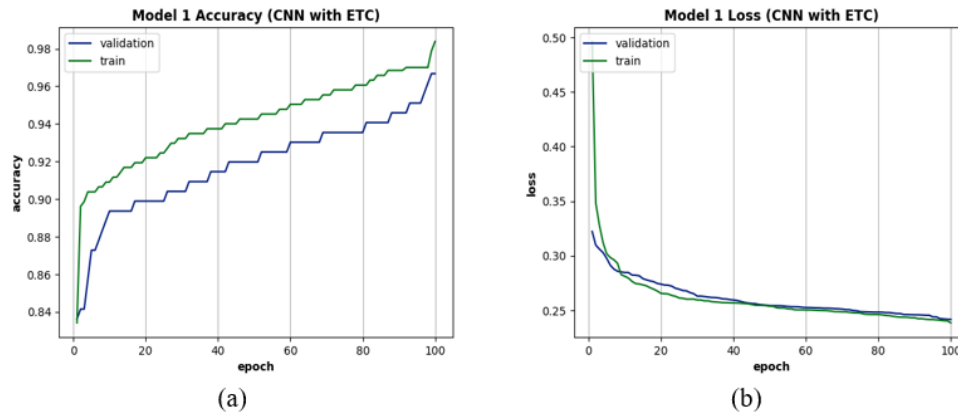 Model 1 Accuracy (CNN with ETC)
validation
train
0.98
0.96
0.94
0.92
0.90
0.88
0.86
0.84
accuracy
0
20
40
60
80
100
epoch
(a)
Model 1 Loss (CNN with ETC)
validation
train
0.50
0.45
0.40
0.35
0.30
0.25
loss
0
20
40
60
80
100
epoch
(b)